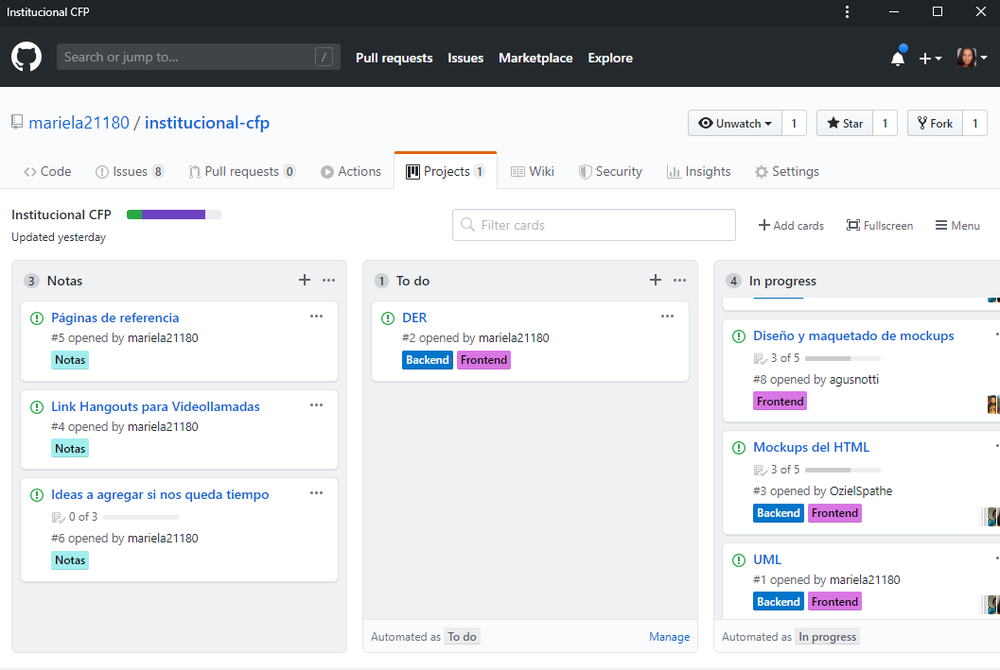 Institucional CFP
Search or jump to... /
Pull requests Issues Marketplace Explore
mariela21180 / institucional-cfp
Unwatch 1 Star 1 Fork 1
Code Issues 8 Pull requests 0 Actions Projects 1 Wiki Security Insights Settings
Institucional CFP
Updated yesterday
Filter cards
Add cards Fullscreen Menu
3 Notas
Páginas de referencia
#5 opened by mariela21180
Notas
Link Hangouts para Videollamadas
#4 opened by mariela21180
Notas
Ideas a agregar si nos queda tiempo
0 of 3
#6 opened by mariela21180
Notas
1 To do
DER
#2 opened by mariela21180
Backend Frontend
Automated as To do Manage
4 In progress
Diseño y maquetado de mockups
3 of 5
#8 opened by agusnotti
Frontend
Mockups del HTML
3 of 5
#3 opened by OzielSpathe
Backend Frontend
UML
#1 opened by mariela21180
Backend Frontend
Automated as In progress